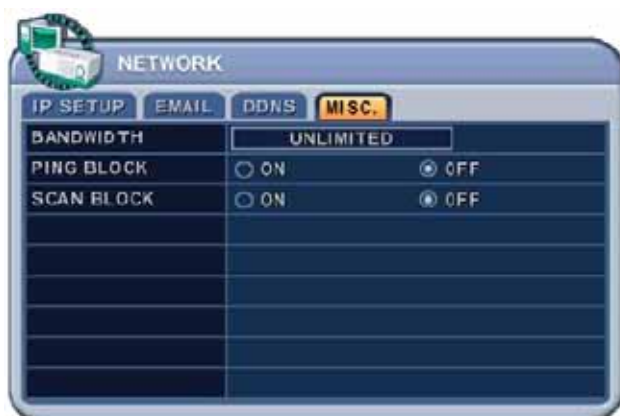 NETWORK
IP SETUP EMAIL DDNS MISC.
BANDWIDTH UNLIMITED
PING BLOCK ON OFF
SCAN BLOCK ON OFF